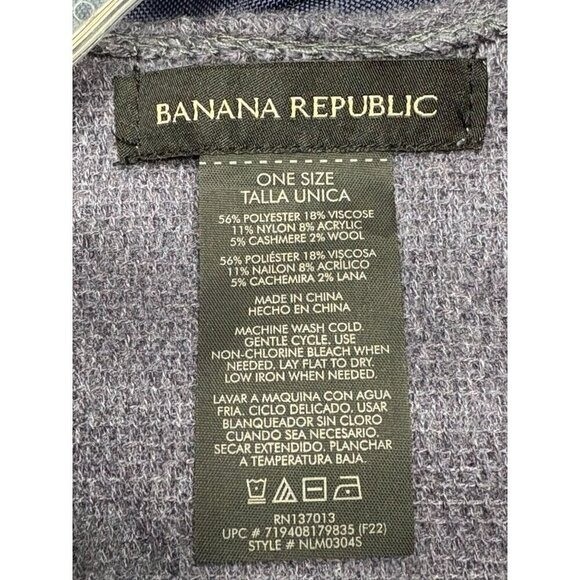 BANANA REPUBLIC
ONE SIZE
TALLA UNICA
56% POLYESTER 18% VISCOSE
11% NYLON 8% ACRYLIC
5% CASHMERE 2% WOOL
56% POLIÉSTER 18% VISCOSA
11% NAILON 8% ACRÍLICO
5% CACHEMIRA 2% LANA
MADE IN CHINA
HECHO EN CHINA
MACHINE WASH COLD.
GENTLE CYCLE. USE
NON-CHLORINE BLEACH WHEN
NEEDED. LAY FLAT TO DRY.
LOW IRON WHEN NEEDED.
LAVAR A MAQUINA CON AGUA
FRIA. CICLO DELICADO. USAR
BLANQUEADOR SIN CLORO
CUANDO SEA NECESARIO.
SECAR EXTENDIDO. PLANCHAR
A TEMPERATURA BAJA.
RN137013
UPC # 719408179835 (F22)
STYLE # NLM0304S